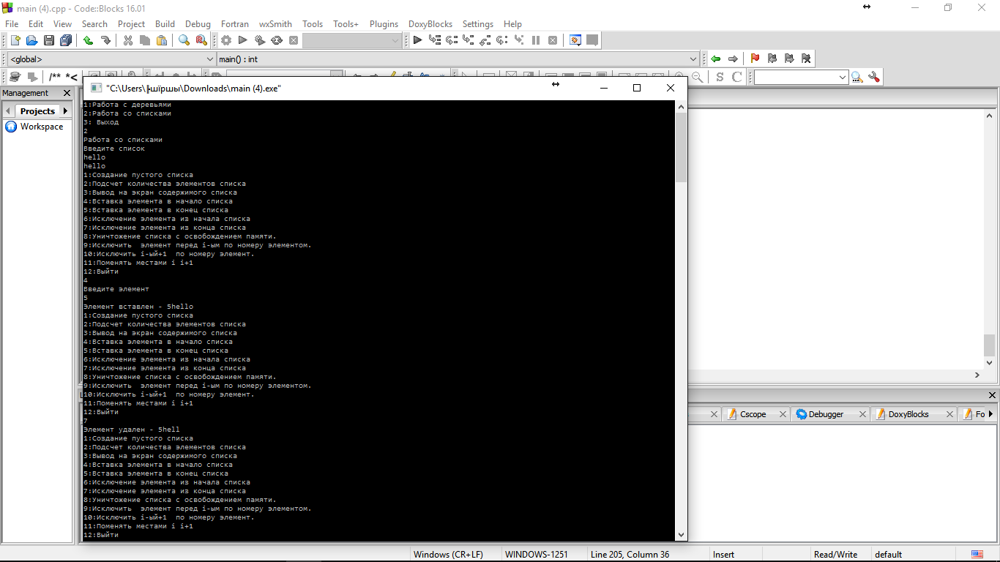 main (4).cpp - Code::Blocks 16.01
File Edit View Search Project Build Debug Fortran wxSmith Tools Tools+ Plugins DoxyBlocks Settings Help
<global> main() : int
/** *< S C
Management
Projects
Workspace
"C:\Users\├шїршы\Downloads\main (4).exe"
1:Работа с деревьями
2:Работа со списками
3: Выход
2
Работа со списками
Введите список
hello
hello
1:Создание пустого списка
2:Подсчет количества элементов списка
3:Вывод на экран содержимого списка
4:Вставка элемента в начало списка
5:Вставка элемента в конец списка
6:Исключение элемента из начала списка
7:Исключение элемента из конца списка
8:Уничтожение списка с освобождением памяти.
9:Исключить  элемент перед i-ым по номеру элементом.
10:Исключить i-ый+1  по номеру элемент.
11:Поменять местами i i+1
12:Выйти
4
Введите элемент
5
Элемент вставлен - 5hello
1:Создание пустого списка
2:Подсчет количества элементов списка
3:Вывод на экран содержимого списка
4:Вставка элемента в начало списка
5:Вставка элемента в конец списка
6:Исключение элемента из начала списка
7:Исключение элемента из конца списка
8:Уничтожение списка с освобождением памяти.
9:Исключить  элемент перед i-ым по номеру элементом.
10:Исключить i-ый+1  по номеру элемент.
11:Поменять местами i i+1
12:Выйти
7
Элемент удален - 5hell
1:Создание пустого списка
2:Подсчет количества элементов списка
3:Вывод на экран содержимого списка
4:Вставка элемента в начало списка
5:Вставка элемента в конец списка
6:Исключение элемента из начала списка
7:Исключение элемента из конца списка
8:Уничтожение списка с освобождением памяти.
9:Исключить  элемент перед i-ым по номеру элементом.
10:Исключить i-ый+1  по номеру элемент.
11:Поменять местами i i+1
12:Выйти
Cscope Debugger DoxyBlocks Fo
Windows (CR+LF) WINDOWS-1251 Line 205, Column 36 Insert Read/Write default